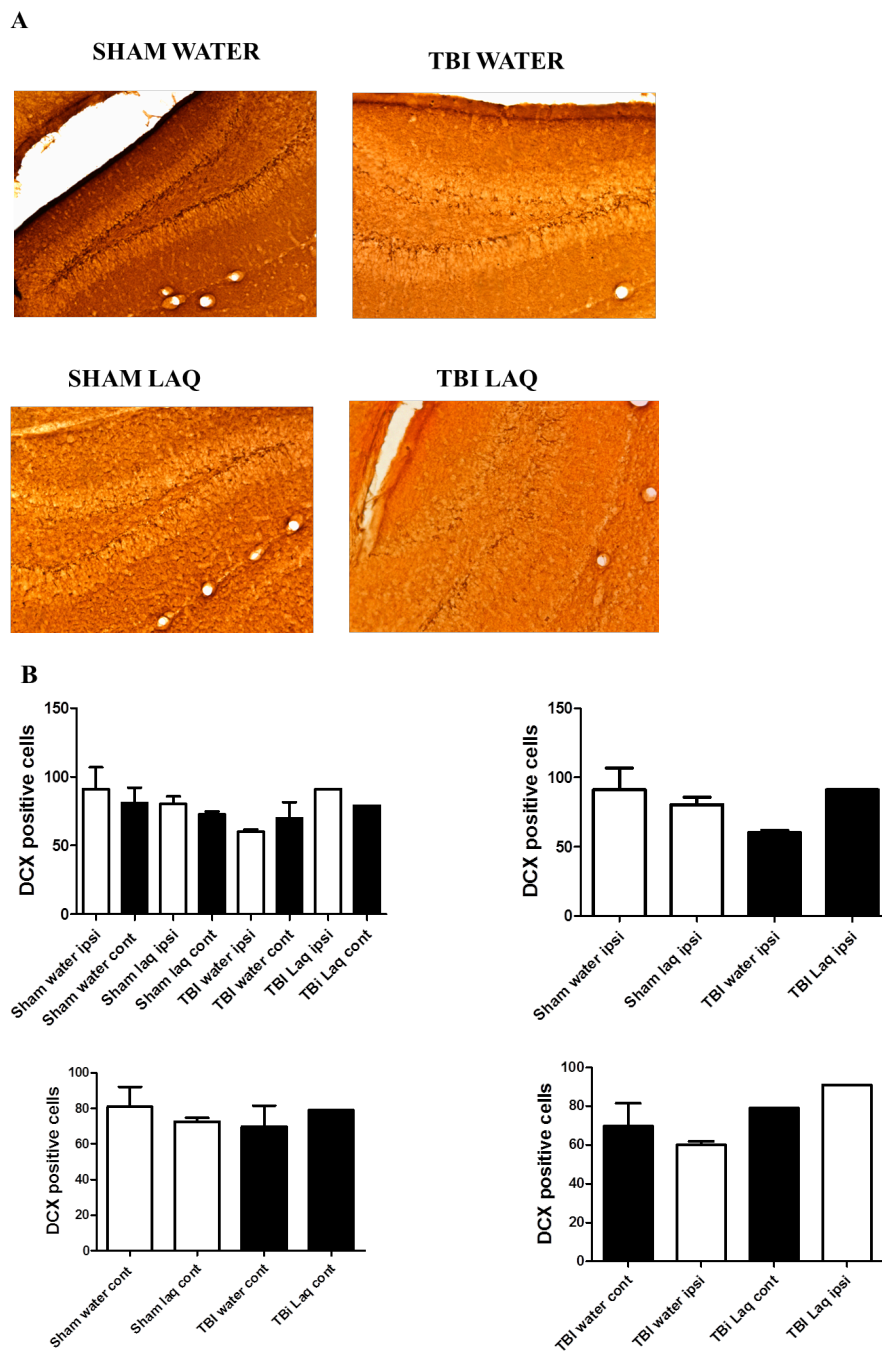 A
SHAM WATER
TBI WATER
SHAM LAQ
TBI LAQ
B
DCX positive cells
150
100
50
0
Sham water ipsi
Sham water cont
Sham laq ipsi
Sham laq cont
TBI water ipsi
TBI water cont
TBI Laq ipsi
TBi Laq cont
DCX positive cells
150
100
50
0
Sham water ipsi
Sham laq ipsi
TBI water ipsi
TBI Laq ipsi
DCX positive cells
100
80
60
40
20
0
Sham water cont
Sham laq cont
TBI water cont
TBi Laq cont
DCX positive cells
100
80
60
40
20
0
TBI water cont
TBI water ipsi
TBi Laq cont
TBI Laq ipsi